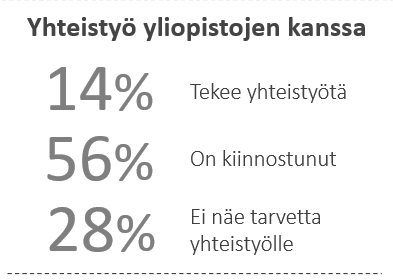 Yhteistyö yliopistojen kanssa
14% Tekee yhteistyötä
56% On kiinnostunut
28% Ei näe tarvetta
yhteistyölle